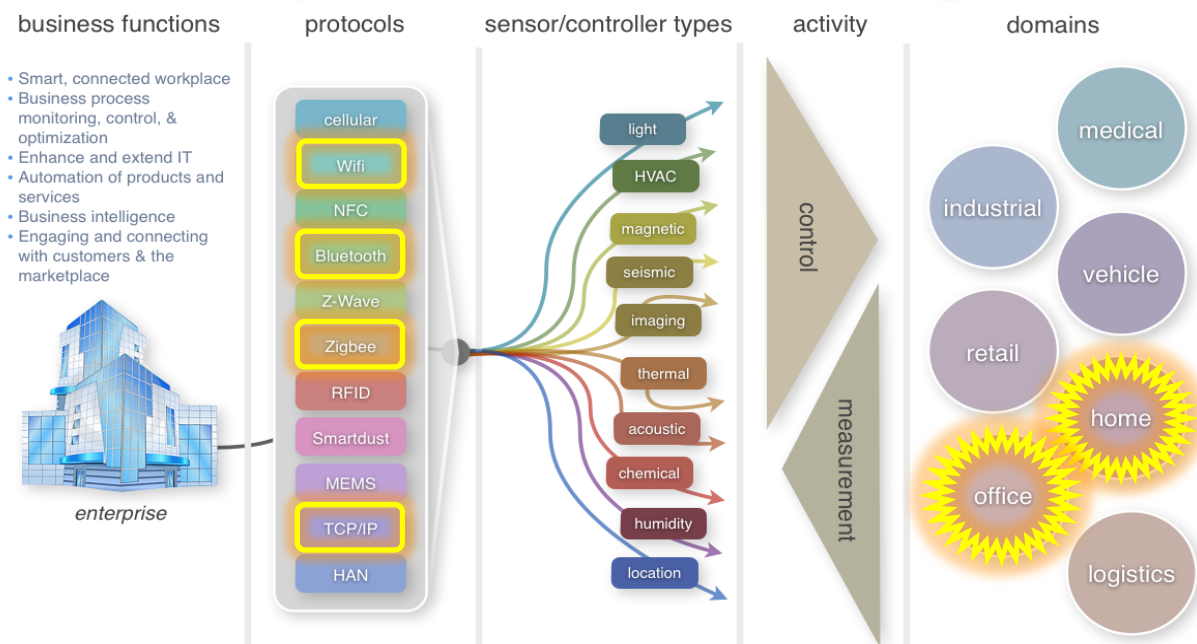 business functions
protocols
sensor/controller types
activity
domains
• Smart, connected workplace
• Business process
monitoring, control, &
optimization
• Enhance and extend IT
• Automation of products and
services
• Business intelligence
• Engaging and connecting
with customers & the
marketplace
enterprise
cellular
Wifi
NFC
Bluetooth
Z-Wave
Zigbee
RFID
Smartdust
MEMS
TCP/IP
HAN
light
HVAC
magnetic
seismic
imaging
thermal
acoustic
chemical
humidity
location
control
measurement
medical
industrial
vehicle
retail
home
office
logistics